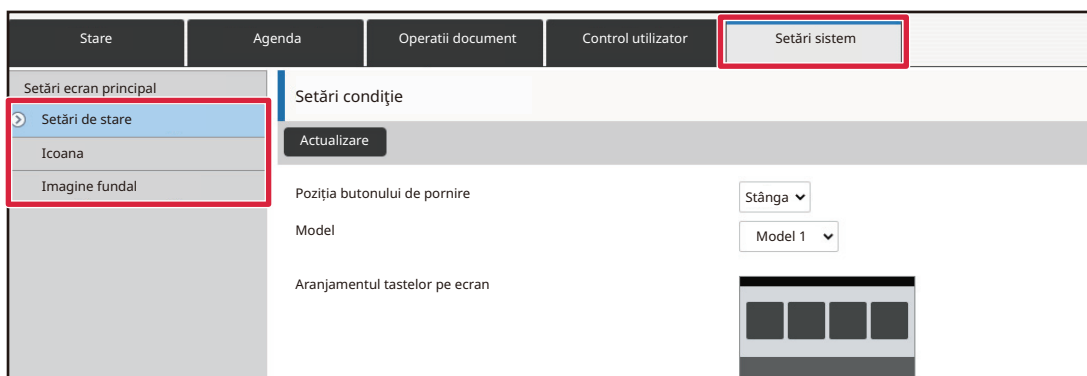 Stare
Agenda
Operatii document
Control utilizator
Setări sistem
Setări ecran principal
Setări de stare
Icoana
Imagine fundal
Setări condiţie
Actualizare
Poziția butonului de pornire
Stânga
Model
Model 1
Aranjamentul tastelor pe ecran